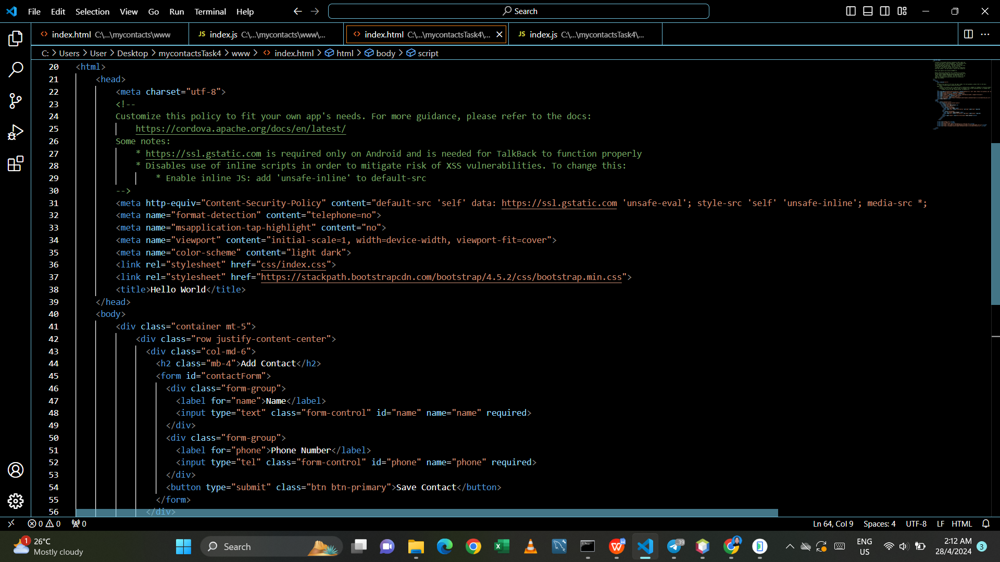 File Edit Selection View Go Run Terminal Help Search
index.html C:\...\mycontacts\www
JS index.js C:\...\mycontacts\www\...
index.html C:\...\mycontactsTask4\...
JS index.js C:\...\mycontactsTask4\...
C: > Users > User > Desktop > mycontactsTask4 > www > index.html > html > body > script
20 <html>
21 <head>
22 <meta charset="utf-8">
23 <!--
24 Customize this policy to fit your own app's needs. For more guidance, please refer to the docs:
25 https://cordova.apache.org/docs/en/latest/
26 Some notes:
27 * https://ssl.gstatic.com is required only on Android and is needed for TalkBack to function properly
28 * Disables use of inline scripts in order to mitigate risk of XSS vulnerabilities. To change this:
29 * Enable inline JS: add 'unsafe-inline' to default-src
30 -->
31 <meta http-equiv="Content-Security-Policy" content="default-src 'self' data: https://ssl.gstatic.com 'unsafe-eval'; style-src 'self' 'unsafe-inline'; media-src *;
32 <meta name="format-detection" content="telephone=no">
33 <meta name="msapplication-tap-highlight" content="no">
34 <meta name="viewport" content="initial-scale=1, width=device-width, viewport-fit=cover">
35 <meta name="color-scheme" content="light dark">
36 <link rel="stylesheet" href="css/index.css">
37 <link rel="stylesheet" href="https://stackpath.bootstrapcdn.com/bootstrap/4.5.2/css/bootstrap.min.css">
38 <title>Hello World</title>
39 </head>
40 <body>
41 <div class="container mt-5">
42 <div class="row justify-content-center">
43 <div class="col-md-6">
44 <h2 class="mb-4">Add Contact</h2>
45 <form id="contactForm">
46 <div class="form-group">
47 <label for="name">Name</label>
48 <input type="text" class="form-control" id="name" name="name" required>
49 </div>
50 <div class="form-group">
51 <label for="phone">Phone Number</label>
52 <input type="tel" class="form-control" id="phone" name="phone" required>
53 </div>
54 <button type="submit" class="btn btn-primary">Save Contact</button>
55 </form>
56 </div>
0 0 0 Ln 64, Col 9 Spaces: 4 UTF-8 LF HTML
1 26°C
Mostly cloudy
Search
39
ENG
US
2:12 AM
28/4/2024
3